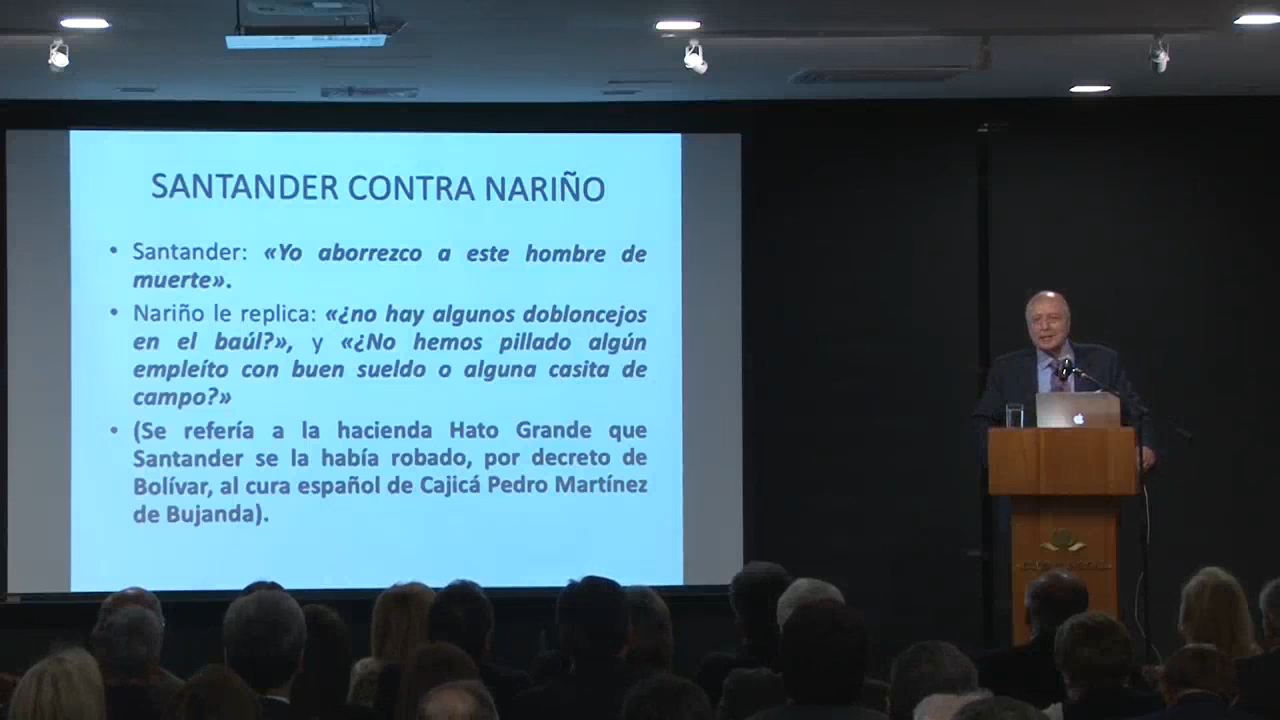 SANTANDER CONTRA NARIÑO
• Santander: «Yo aborrezco a este hombre de
muerte».
• Nariño le replica: «¿no hay algunos dobloncejos
en el baúl?», y «¿No hemos pillado algún
empleíto con buen sueldo o alguna casita de
campo?»
• (Se refería a la hacienda Hato Grande que
Santander se la había robado, por decreto de
Bolívar, al cura español de Cajicá Pedro Martínez
de Bujanda).